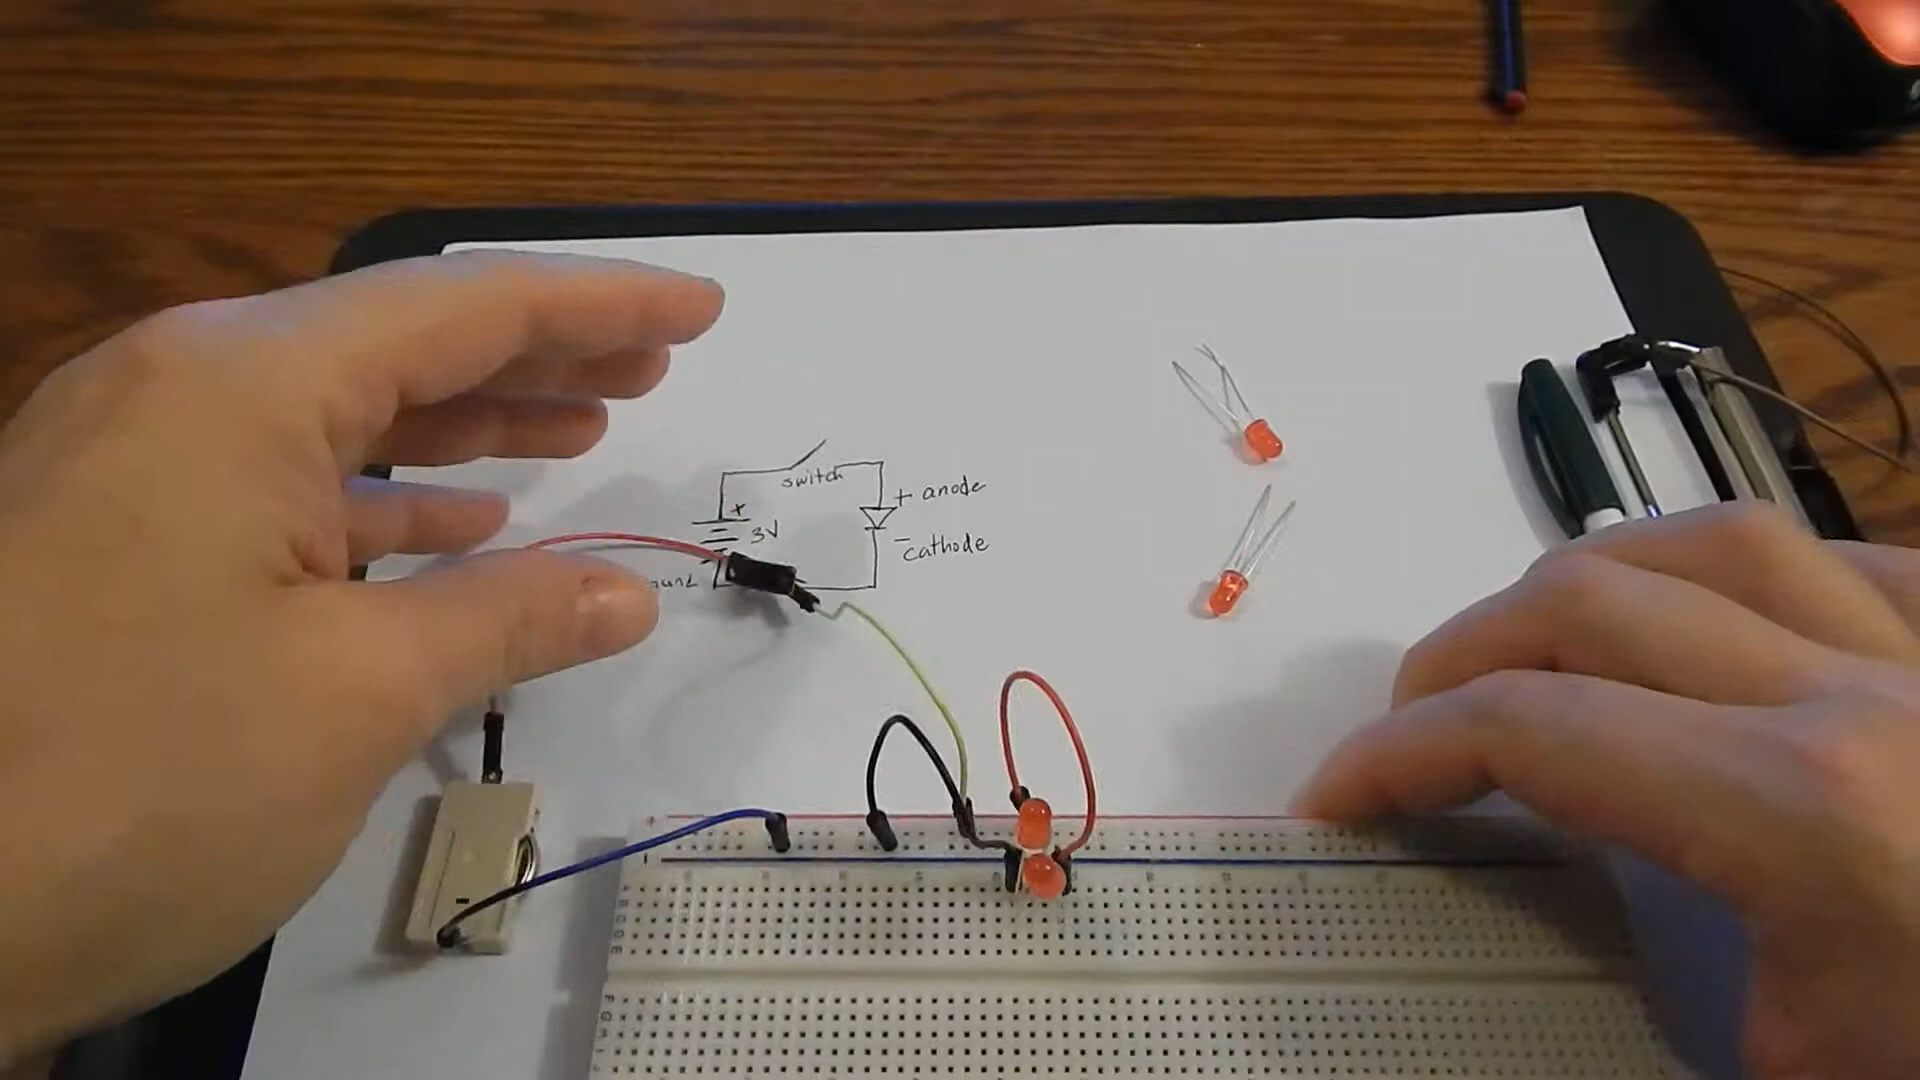 switch
+ anode
+
3V
- cathode